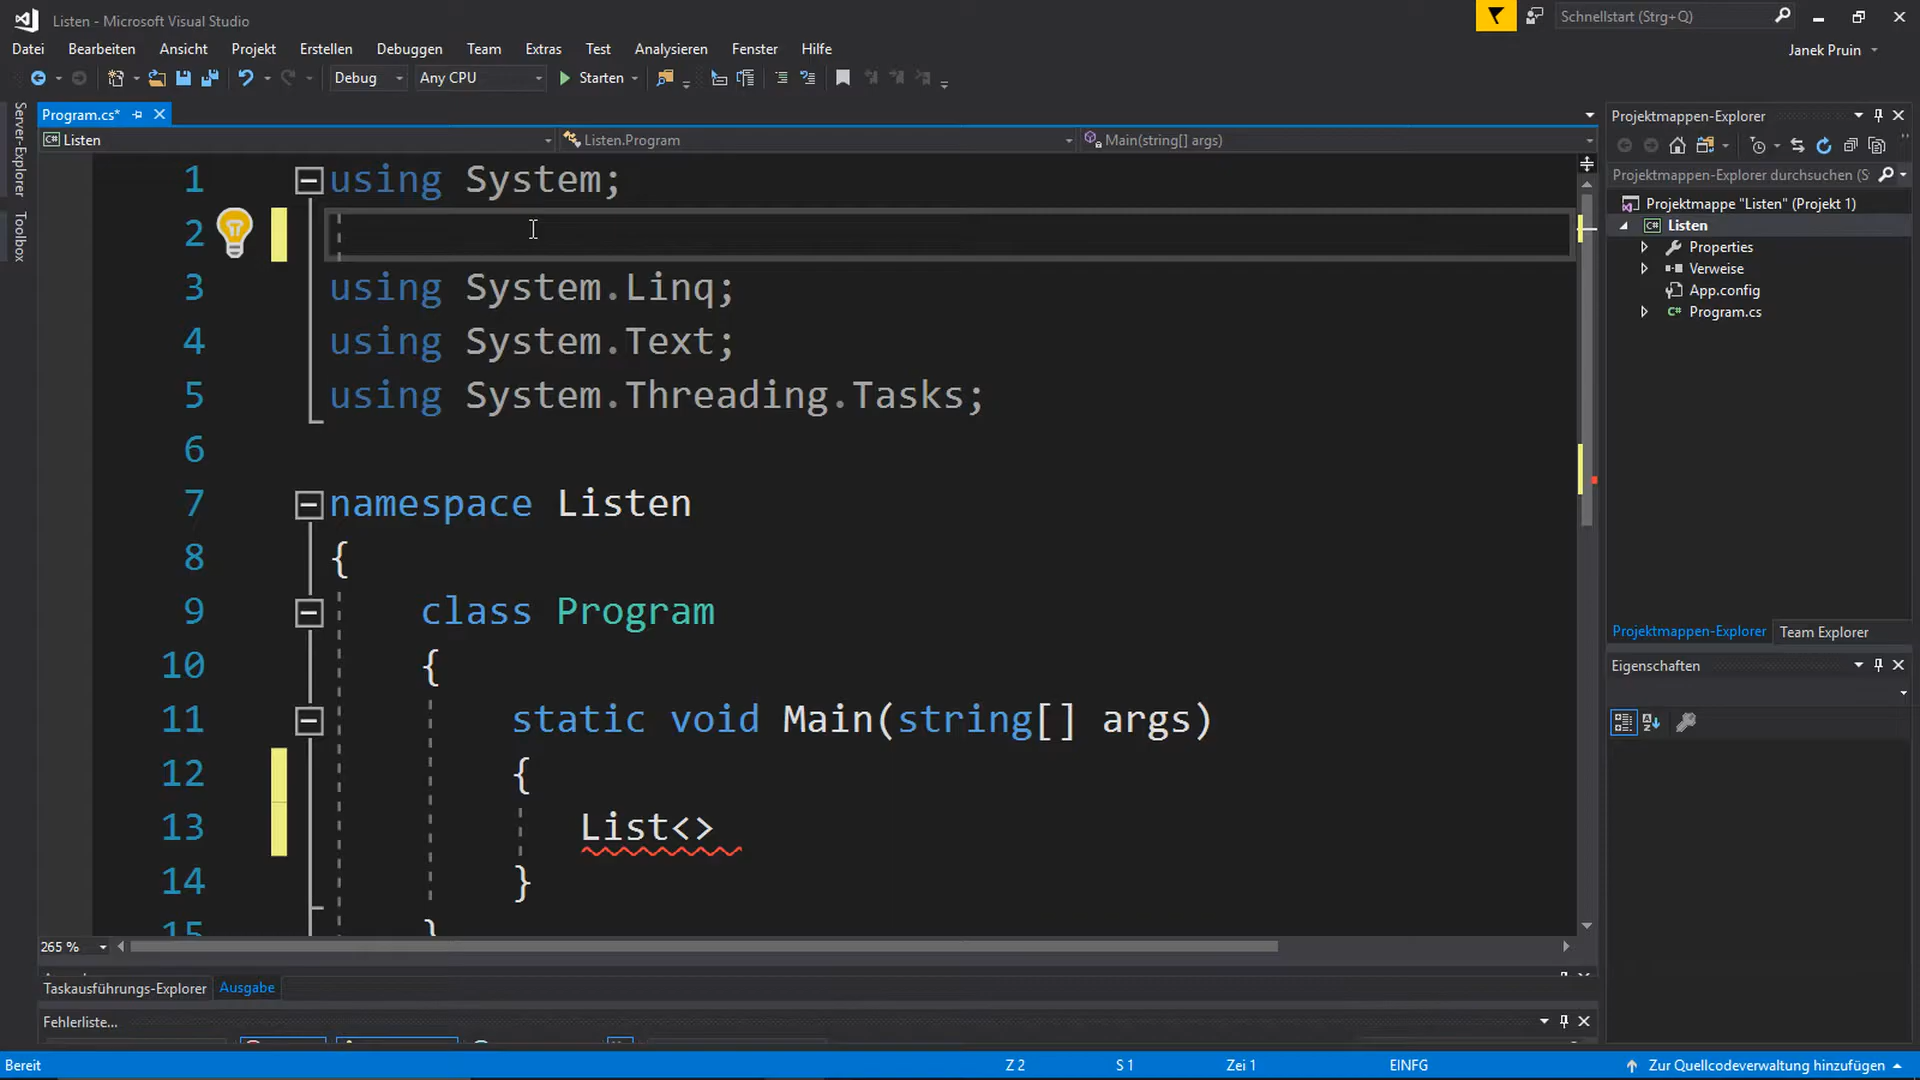 Listen - Microsoft Visual Studio
Schnellstart (Strg+Q)
Datei Bearbeiten Ansicht Projekt Erstellen Debuggen Team Extras Test Analysieren Fenster Hilfe
Janek Pruin
Debug Any CPU Starten
Server-Explorer
Toolbox
Program.cs*
Listen
Listen.Program
Main(string[] args)
1 using System;
2
3 using System.Linq;
4 using System.Text;
5 using System.Threading.Tasks;
6
7 namespace Listen
8 {
9 class Program
10 {
11 static void Main(string[] args)
12 {
13 List<>
14 }
15 }
265 %
Projektmappen-Explorer
Projektmappen-Explorer durchsuchen (S
Projektmappe "Listen" (Projekt 1)
C# Listen
Properties
Verweise
App.config
C# Program.cs
Projektmappen-Explorer Team Explorer
Eigenschaften
Taskausführungs-Explorer Ausgabe
Fehlerliste...
Bereit
Z 2 S 1 Zei 1 EINFG
Zur Quellcodeverwaltung hinzufügen